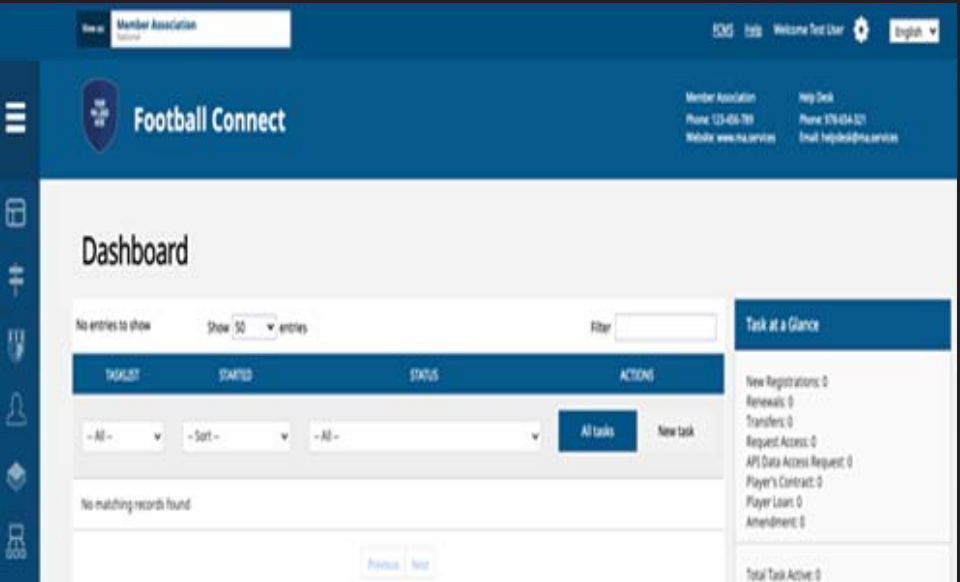 View as
Member Association
National
FCMS Help Welcome Test User English
Football Connect
Member Association
Phone: 123-456-789
Website: www.ma.services
Help Desk
Phone: 978-654-321
Email: helpdesk@ma.services
Dashboard
No entries to show Show 50 entries Filter
TASKLIST STARTED STATUS ACTIONS
-- All -- -- Sort -- -- All -- All tasks New task
No matching records found
Previous Next
Task at a Glance
New Registrations: 0
Renewals: 0
Transfers: 0
Request Access: 0
API Data Access Request: 0
Player's Contract: 0
Player Loan: 0
Amendment: 0
Total Task Active: 0